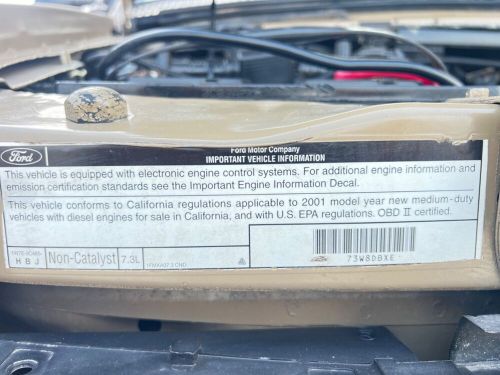 Ford
Ford Motor Company
IMPORTANT VEHICLE INFORMATION
This vehicle is equipped with electronic engine control systems. For additional engine information and
emission certification standards see the Important Engine Information Decal.
This vehicle conforms to California regulations applicable to 2001 model year new medium-duty
vehicles with diesel engines for sale in California, and with U.S. EPA regulations. OBD II certified.
HBJ
Non-Catalyst
7.3L
73W8DBXE